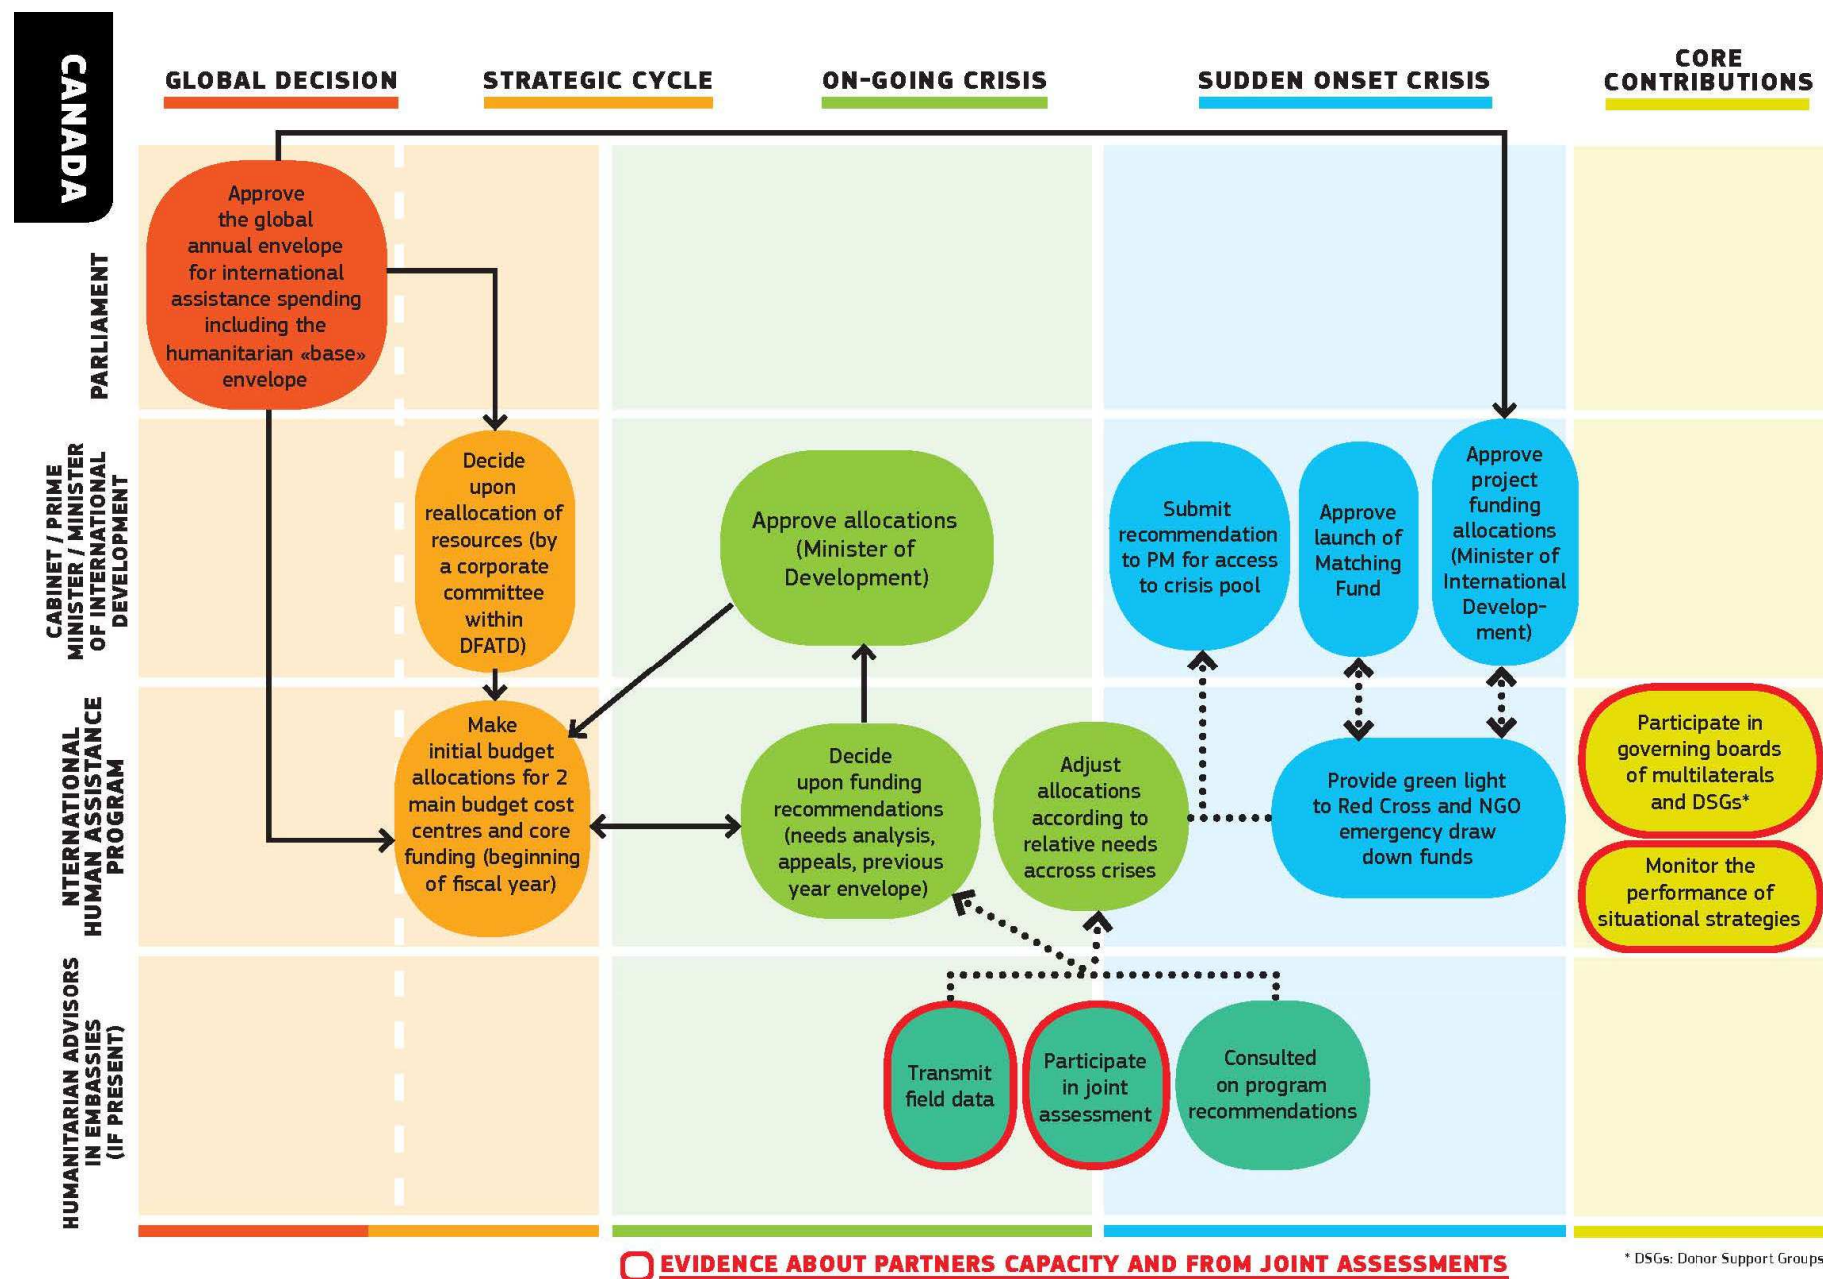 CANADA
GLOBAL DECISION
STRATEGIC CYCLE
ON-GOING CRISIS
SUDDEN ONSET CRISIS
CORE
CONTRIBUTIONS
PARLIAMENT
Approve
the global
annual envelope
for international
assistance spending
including the
humanitarian «base»
envelope
CABINET / PRIME
MINISTER / MINISTER
OF INTERNATIONAL
DEVELOPMENT
Decide
upon
reallocation of
resources (by
a corporate
committee
within
DFATD)
Approve allocations
(Minister of
Development)
Submit
recommendation
to PM for access
to crisis pool
Approve
launch of
Matching
Fund
Approve
project
funding
allocations
(Minister of
International
Develop-
ment)
NTERNATIONAL
HUMAN ASSISTANCE
PROGRAM
Make
initial budget
allocations for 2
main budget cost
centres and core
funding (beginning
of fiscal year)
Decide
upon funding
recommendations
(needs analysis,
appeals, previous
year envelope)
Adjust
allocations
according to
relative needs
accross crises
Provide green light
to Red Cross and NGO
emergency draw
down funds
Participate in
governing boards
of multilaterals
and DSGs*
Monitor the
performance of
situational strategies
HUMANITARIAN ADVISORS
IN EMBASSIES
(IF PRESENT)
Transmit
field data
Participate
in joint
assessment
Consulted
on program
recommendations
EVIDENCE ABOUT PARTNERS CAPACITY AND FROM JOINT ASSESSMENTS
* DSGs: Donor Support Groups